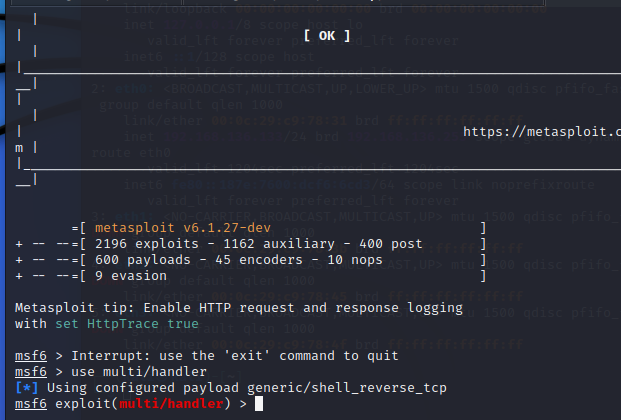 [ OK ]
https://metasploit.c
m
=[ metasploit v6.1.27-dev ]
+ -- --=[ 2196 exploits - 1162 auxiliary - 400 post ]
+ -- --=[ 600 payloads - 45 encoders - 10 nops ]
+ -- --=[ 9 evasion ]
Metasploit tip: Enable HTTP request and response logging
with set HttpTrace true
msf6 > Interrupt: use the 'exit' command to quit
msf6 > use multi/handler
[*] Using configured payload generic/shell_reverse_tcp
msf6 exploit(multi/handler) >